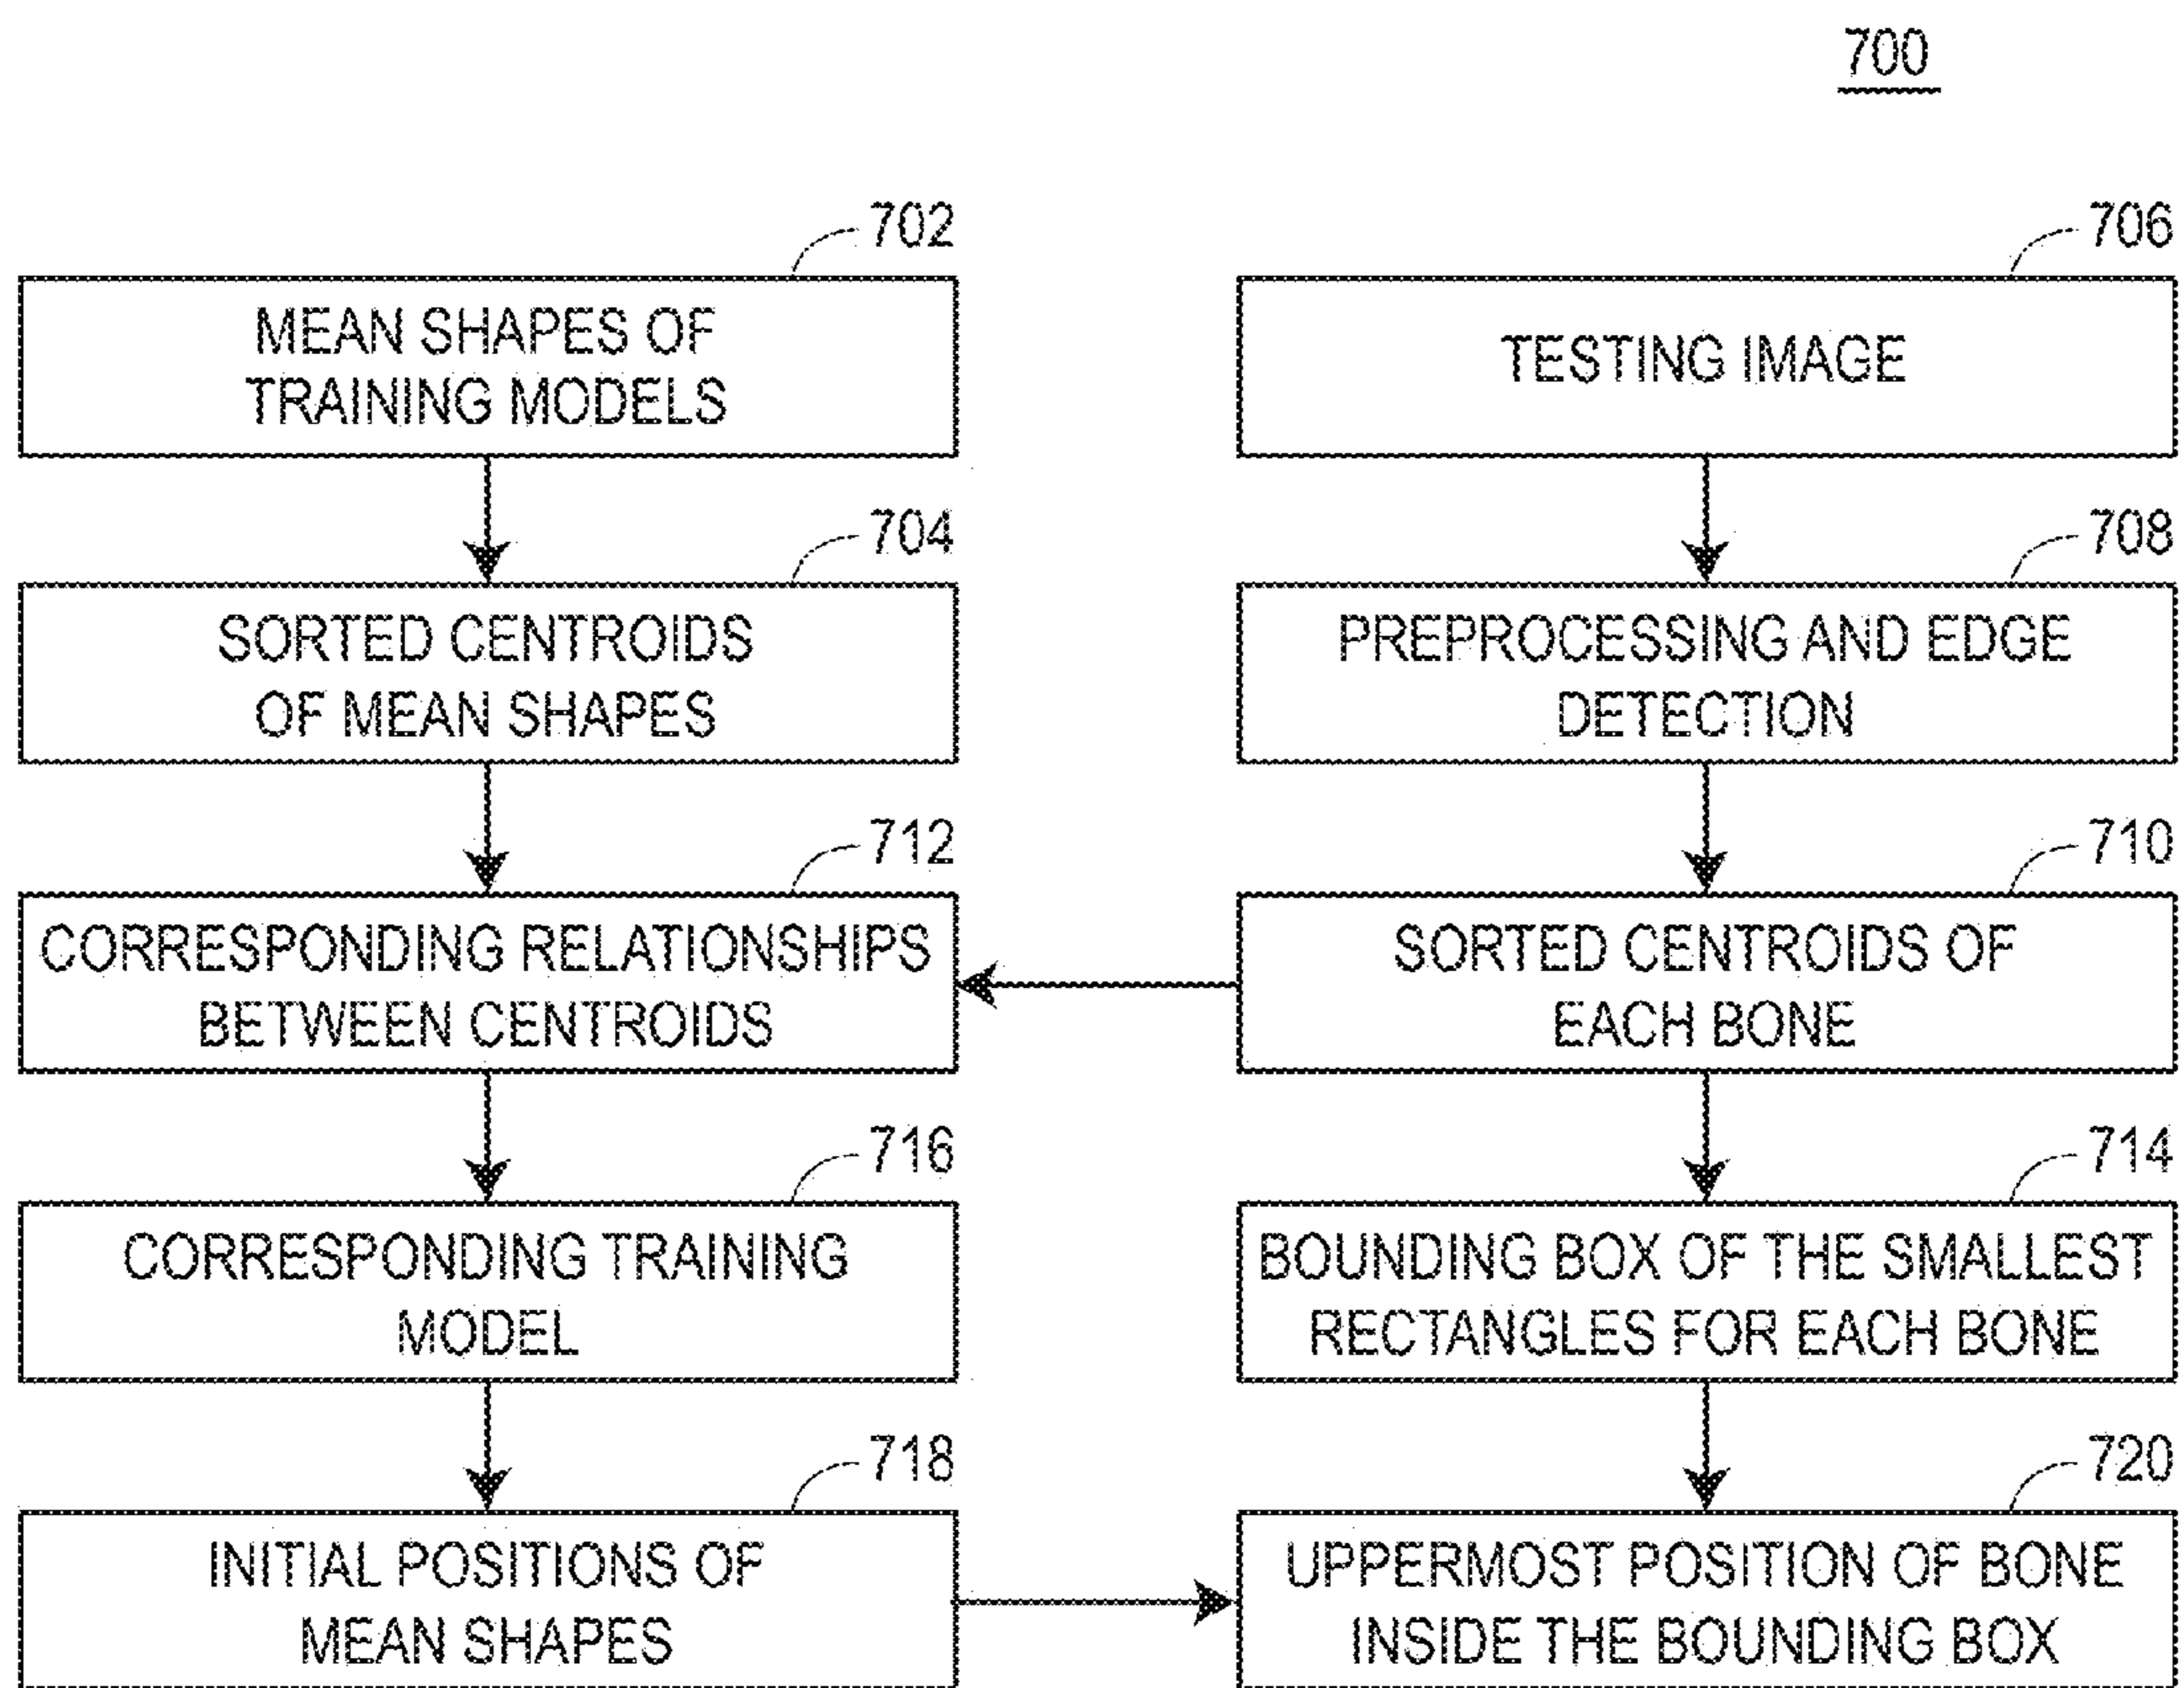 700
702
MEAN SHAPES OF
TRAINING MODELS
706
TESTING IMAGE
704
SORTED CENTROIDS
OF MEAN SHAPES
708
PREPROCESSING AND EDGE
DETECTION
712
CORRESPONDING RELATIONSHIPS
BETWEEN CENTROIDS
710
SORTED CENTROIDS OF
EACH BONE
716
CORRESPONDING TRAINING
MODEL
714
BOUNDING BOX OF THE SMALLEST
RECTANGLES FOR EACH BONE
718
INITIAL POSITIONS OF
MEAN SHAPES
720
UPPERMOST POSITION OF BONE
INSIDE THE BOUNDING BOX